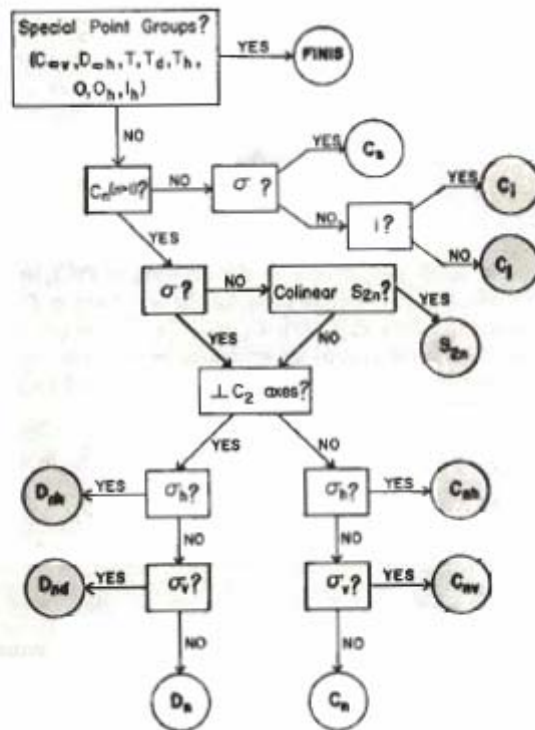 Special Point Groups?
(C∞v, D∞h, T, Td, Th,
O, Oh, Ih)
YES
FINIS
NO
Cn(n>1)?
NO
σ ?
YES
Cs
NO
i ?
YES
Ci
NO
C1
YES
σ?
NO
Colinear S2n?
YES
S2n
YES
NO
⊥ C2 axes?
YES
NO
Dnh
YES
σh?
σh?
YES
Cnh
NO
NO
Dnd
YES
σv?
σv?
YES
Cnv
NO
NO
Dn
Cn